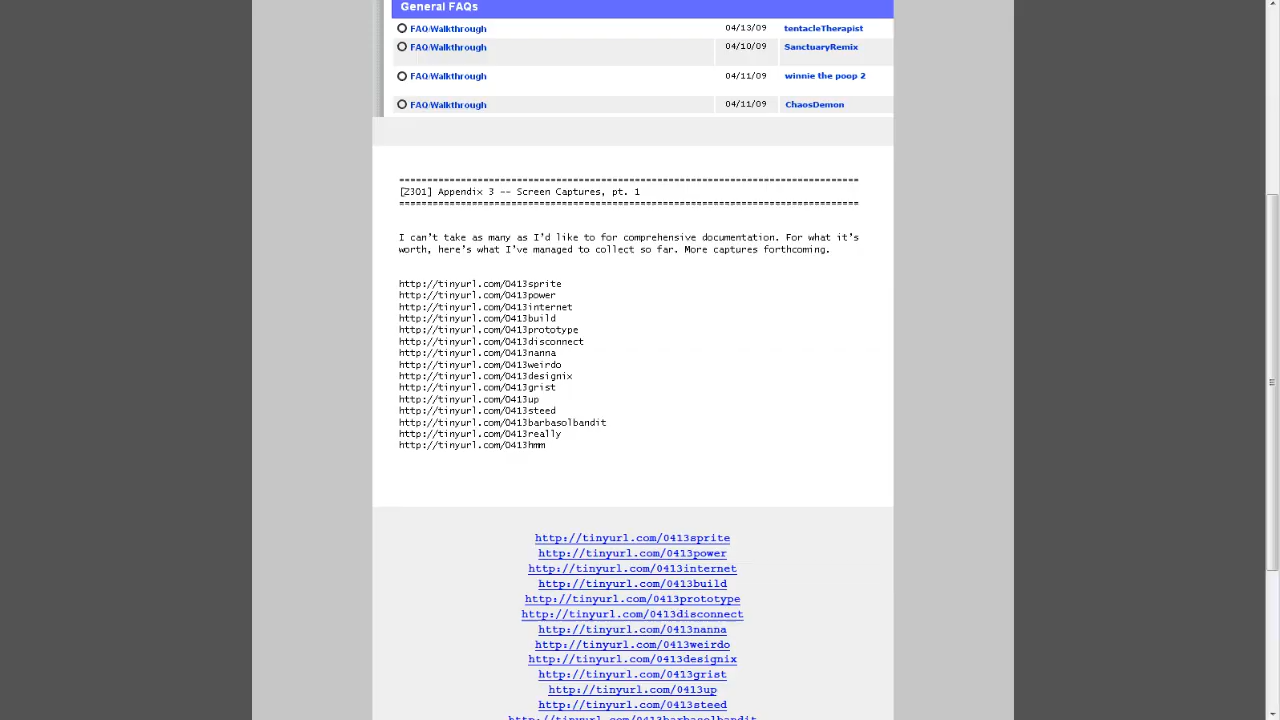 General FAQs
FAQ/Walkthrough 04/13/09 tentacleTherapist
FAQ/Walkthrough 04/10/09 SanctuaryRemix
FAQ/Walkthrough 04/11/09 winnie the poop 2
FAQ/Walkthrough 04/11/09 ChaosDemon
==================================================================================
[Z301] Appendix 3 -- Screen Captures, pt. 1
==================================================================================
I can't take as many as I'd like to for comprehensive documentation. For what it's
worth, here's what I've managed to collect so far. More captures forthcoming.
http://tinyurl.com/0413sprite
http://tinyurl.com/0413power
http://tinyurl.com/0413internet
http://tinyurl.com/0413build
http://tinyurl.com/0413prototype
http://tinyurl.com/0413disconnect
http://tinyurl.com/0413nanna
http://tinyurl.com/0413weirdo
http://tinyurl.com/0413designix
http://tinyurl.com/0413grist
http://tinyurl.com/0413up
http://tinyurl.com/0413steed
http://tinyurl.com/0413barbasolbandit
http://tinyurl.com/0413really
http://tinyurl.com/0413hmm
http://tinyurl.com/0413sprite
http://tinyurl.com/0413power
http://tinyurl.com/0413internet
http://tinyurl.com/0413build
http://tinyurl.com/0413prototype
http://tinyurl.com/0413disconnect
http://tinyurl.com/0413nanna
http://tinyurl.com/0413weirdo
http://tinyurl.com/0413designix
http://tinyurl.com/0413grist
http://tinyurl.com/0413up
http://tinyurl.com/0413steed
http://tinyurl.com/0413barbasolbandit